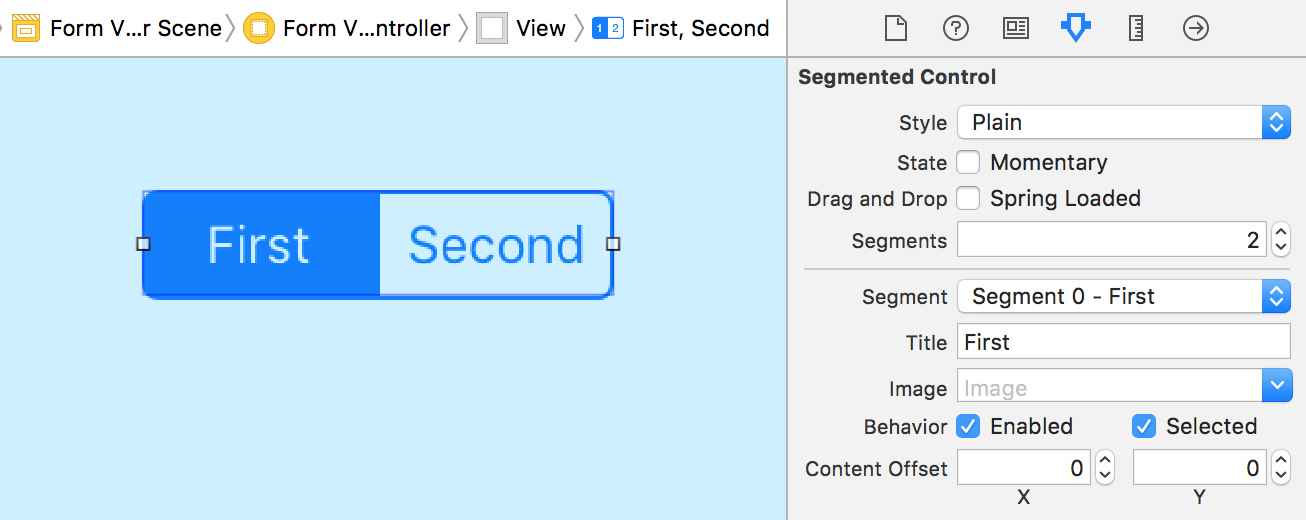 Form V...r Scene Form V...ntroller View 1 2 First, Second
Segmented Control
Style Plain
State Momentary
Drag and Drop Spring Loaded
Segments 2
First Second
Segment Segment 0 - First
Title First
Image Image
Behavior Enabled Selected
Content Offset 0 0
X Y